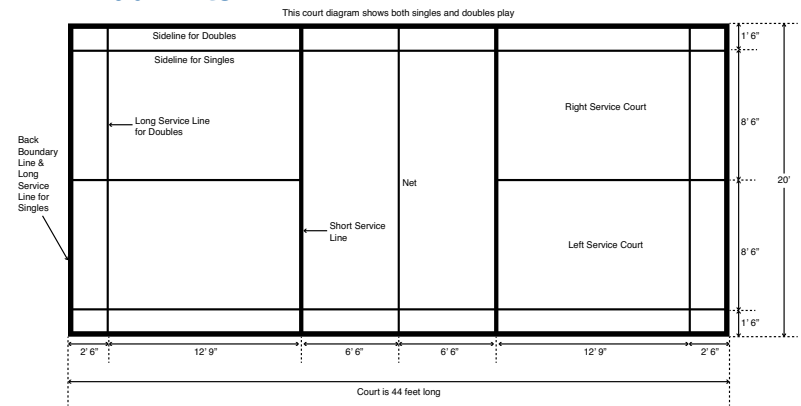 This court diagram shows both singles and doubles play
Sideline for Doubles
Sideline for Singles
1' 6"
Right Service Court
Long Service Line
for Doubles
8' 6"
Back
Boundary
Line &
Long
Service
Line for
Singles
Net
20'
Short Service
Line
Left Service Court
8' 6"
1' 6"
2' 6"
12' 9"
6' 6"
6' 6"
12' 9"
2' 6"
Court is 44 feet long